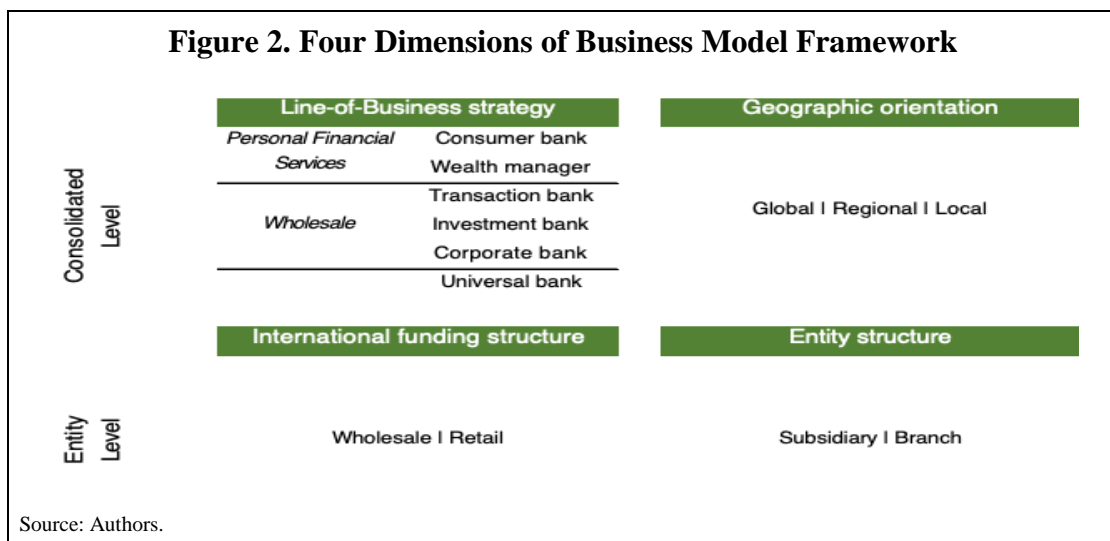 Figure 2. Four Dimensions of Business Model Framework
Line-of-Business strategy
Geographic orientation
Consolidated
Level
Personal Financial
Services
Consumer bank
Wealth manager
Wholesale
Transaction bank
Investment bank
Corporate bank
Universal bank
Global I Regional I Local
International funding structure
Entity structure
Entity
Level
Wholesale I Retail
Subsidiary I Branch
Source: Authors.